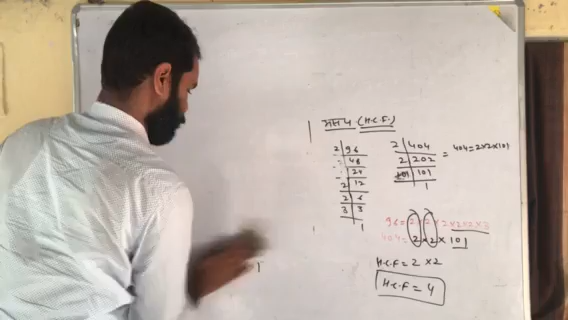 म०स०प० (H.C.F.)
2 | 96
2 | 48
2 | 24
2 | 12
2 | 6
3 | 3
1
2 | 404
2 | 202
101 | 101
1
= 404=2×2×101
96=2×2×2×2×2×3
404=2×2×101
H.C.F = 2 ×2
H.C.F = 4